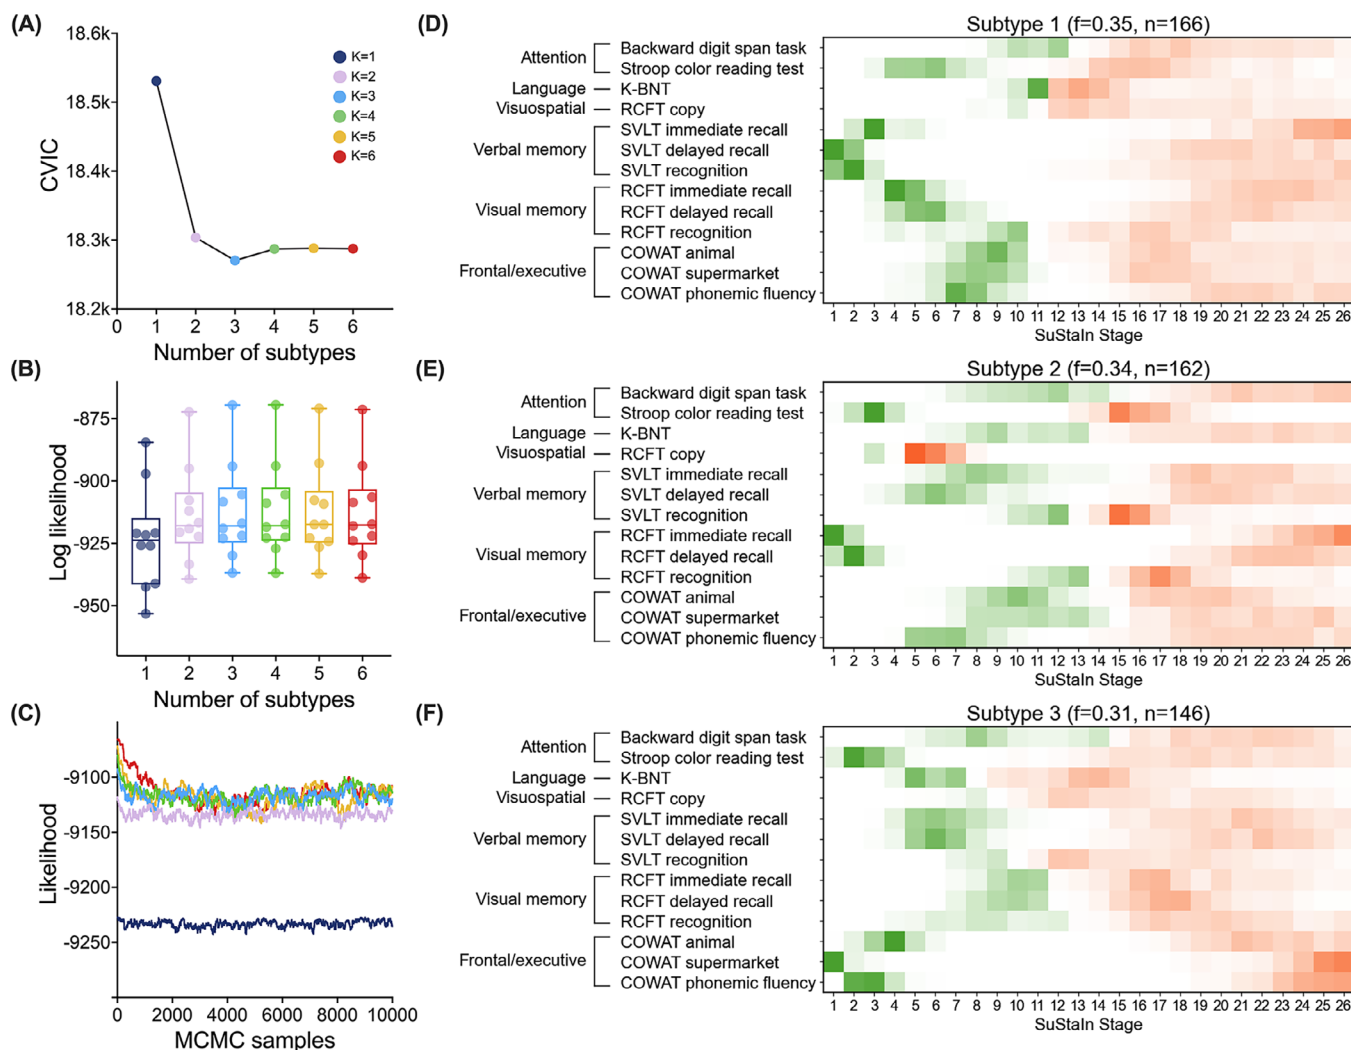 (A)
18.6k
18.5k
18.4k
18.3k
18.2k
CVIC
K=1
K=2
K=3
K=4
K=5
K=6
0 1 2 3 4 5 6
Number of subtypes
(B)
-875
-900
-925
-950
Log likelihood
1 2 3 4 5 6
Number of subtypes
(C)
-9100
-9150
-9200
-9250
Likelihood
0 2000 4000 6000 8000 10000
MCMC samples
(D)
Subtype 1 (f=0.35, n=166)
Attention
Backward digit span task
Stroop color reading test
Language
K-BNT
Visuospatial
RCFT copy
Verbal memory
SVLT immediate recall
SVLT delayed recall
SVLT recognition
Visual memory
RCFT immediate recall
RCFT delayed recall
RCFT recognition
Frontal/executive
COWAT animal
COWAT supermarket
COWAT phonemic fluency
1 2 3 4 5 6 7 8 9 10 11 12 13 14 15 16 17 18 19 20 21 22 23 24 25 26
SuStaIn Stage
(E)
Subtype 2 (f=0.34, n=162)
Attention
Backward digit span task
Stroop color reading test
Language
K-BNT
Visuospatial
RCFT copy
Verbal memory
SVLT immediate recall
SVLT delayed recall
SVLT recognition
Visual memory
RCFT immediate recall
RCFT delayed recall
RCFT recognition
Frontal/executive
COWAT animal
COWAT supermarket
COWAT phonemic fluency
1 2 3 4 5 6 7 8 9 10 11 12 13 14 15 16 17 18 19 20 21 22 23 24 25 26
SuStaIn Stage
(F)
Subtype 3 (f=0.31, n=146)
Attention
Backward digit span task
Stroop color reading test
Language
K-BNT
Visuospatial
RCFT copy
Verbal memory
SVLT immediate recall
SVLT delayed recall
SVLT recognition
Visual memory
RCFT immediate recall
RCFT delayed recall
RCFT recognition
Frontal/executive
COWAT animal
COWAT supermarket
COWAT phonemic fluency
1 2 3 4 5 6 7 8 9 10 11 12 13 14 15 16 17 18 19 20 21 22 23 24 25 26
SuStaIn Stage